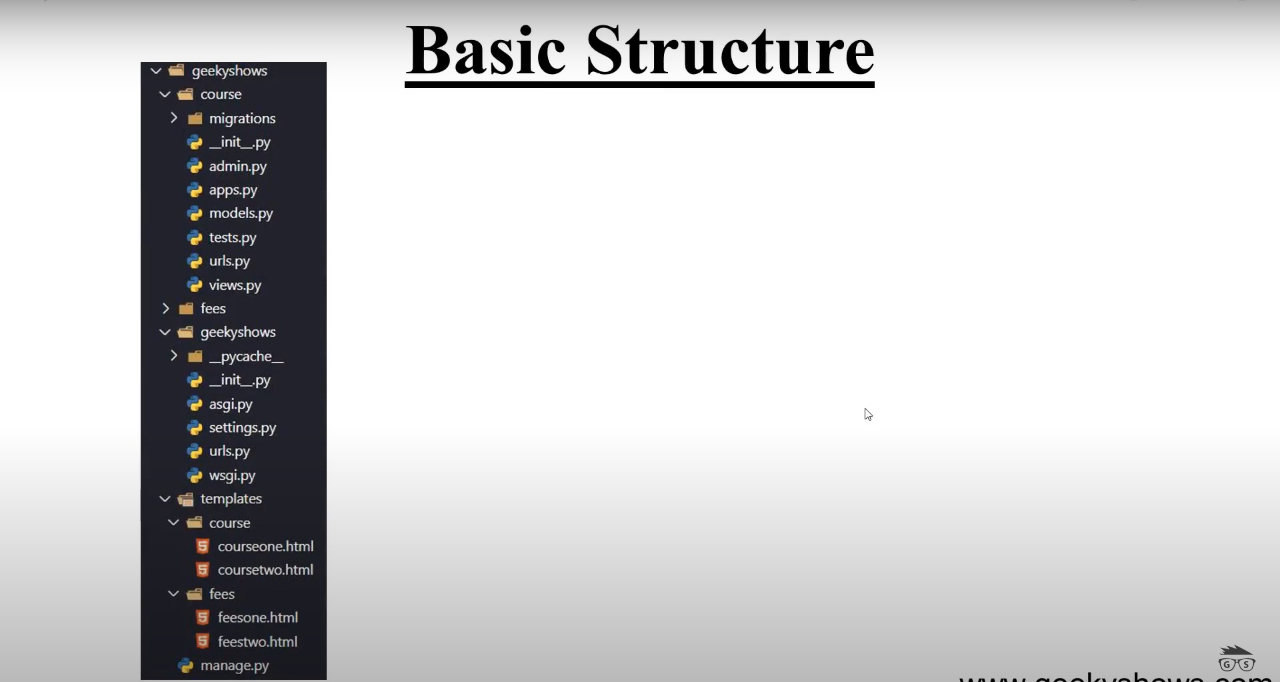 Basic Structure
geekyshows
course
migrations
__init__.py
admin.py
apps.py
models.py
tests.py
urls.py
views.py
fees
geekyshows
__pycache__
__init__.py
asgi.py
settings.py
urls.py
wsgi.py
templates
course
courseone.html
coursetwo.html
fees
feesone.html
feestwo.html
manage.py
G S
www.geekyshows.com